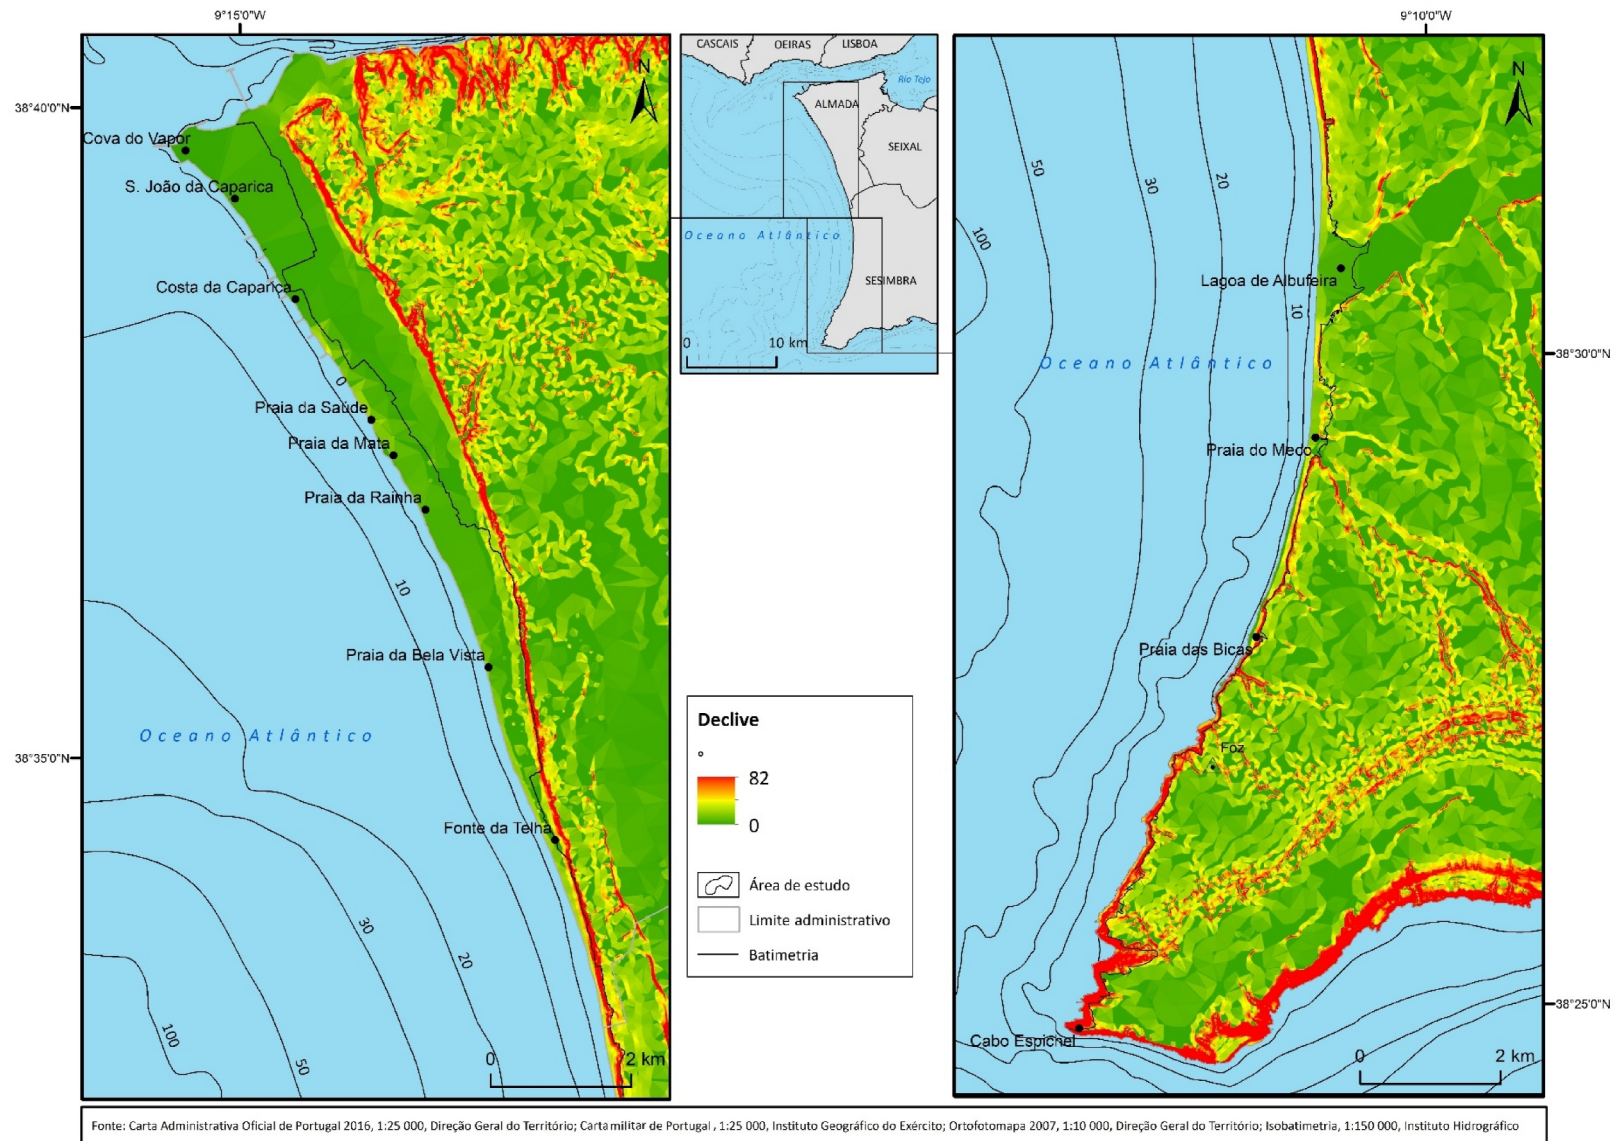 9°15'0"W
9°10'0"W
38°40'0"N
N
Cova do Vapor
S. João da Caparica
Costa da Caparica
0
Praia da Saúde
Praia da Mata
Praia da Rainha
10
Praia da Bela Vista
Oceano Atlântico
38°35'0"N
Fonte da Telha
30
20
100
50
0
2 km
CASCAIS
OEIRAS
LISBOA
Rio Tejo
ALMADA
SEIXAL
Oceano Atlântico
SESIMBRA
0
10 km
Declive
°
82
0
Área de estudo
Limite administrativo
Batimetria
N
50
30
20
100
Lagoa de Albufeira
10
38°30'0"N
Oceano Atlântico
Praia do Meco
Praia das Bicas
Foz
38°25'0"N
Cabo Espichel
0
2 km
Fonte: Carta Administrativa Oficial de Portugal 2016, 1:25 000, Direção Geral do Território; Carta militar de Portugal , 1:25 000, Instituto Geográfico do Exército; Ortofotomapa 2007, 1:10 000, Direção Geral do Território; Isobatimetria, 1:150 000, Instituto Hidrográfico